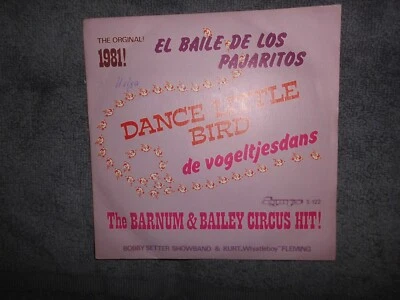 THE ORGINAL!
1981!
EL BAILE DE LOS
PAJARITOS
DANCE LITTLE
BIRD
de vogeltjesdans
The BARNUM & BAILEY CIRCUS HIT!
BOBBY SETTER SHOWBAND & KURT „Whistleboy” FLEMING